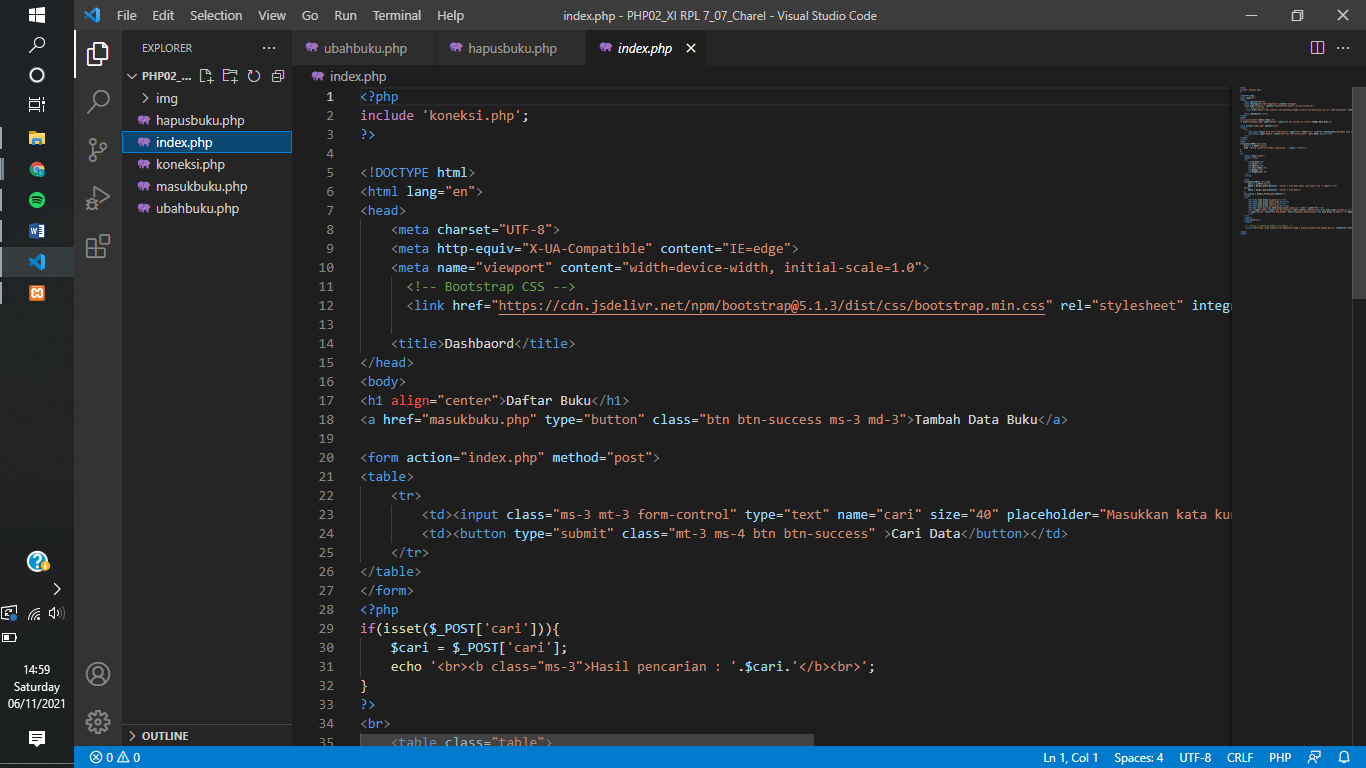 File Edit Selection View Go Run Terminal Help
index.php - PHP02_XI RPL 7_07_Charel - Visual Studio Code
EXPLORER
PHP02_...
img
hapusbuku.php
index.php
koneksi.php
masukbuku.php
ubahbuku.php
OUTLINE
ubahbuku.php hapusbuku.php index.php
index.php
1 <?php
2 include 'koneksi.php';
3 ?>
4
5 <!DOCTYPE html>
6 <html lang="en">
7 <head>
8 <meta charset="UTF-8">
9 <meta http-equiv="X-UA-Compatible" content="IE=edge">
10 <meta name="viewport" content="width=device-width, initial-scale=1.0">
11 <!-- Bootstrap CSS -->
12 <link href="https://cdn.jsdelivr.net/npm/bootstrap@5.1.3/dist/css/bootstrap.min.css" rel="stylesheet" integr
13
14 <title>Dashbaord</title>
15 </head>
16 <body>
17 <h1 align="center">Daftar Buku</h1>
18 <a href="masukbuku.php" type="button" class="btn btn-success ms-3 md-3">Tambah Data Buku</a>
19
20 <form action="index.php" method="post">
21 <table>
22 <tr>
23 <td><input class="ms-3 mt-3 form-control" type="text" name="cari" size="40" placeholder="Masukkan kata kun
24 <td><button type="submit" class="mt-3 ms-4 btn btn-success" >Cari Data</button></td>
25 </tr>
26 </table>
27 </form>
28 <?php
29 if(isset($_POST['cari'])){
30 $cari = $_POST['cari'];
31 echo '<br><b class="ms-3">Hasil pencarian : '.$cari.'</b><br>';
32 }
33 ?>
34 <br>
35 <table class="table">
14:59
Saturday
06/11/2021
0 0
Ln 1, Col 1 Spaces: 4 UTF-8 CRLF PHP